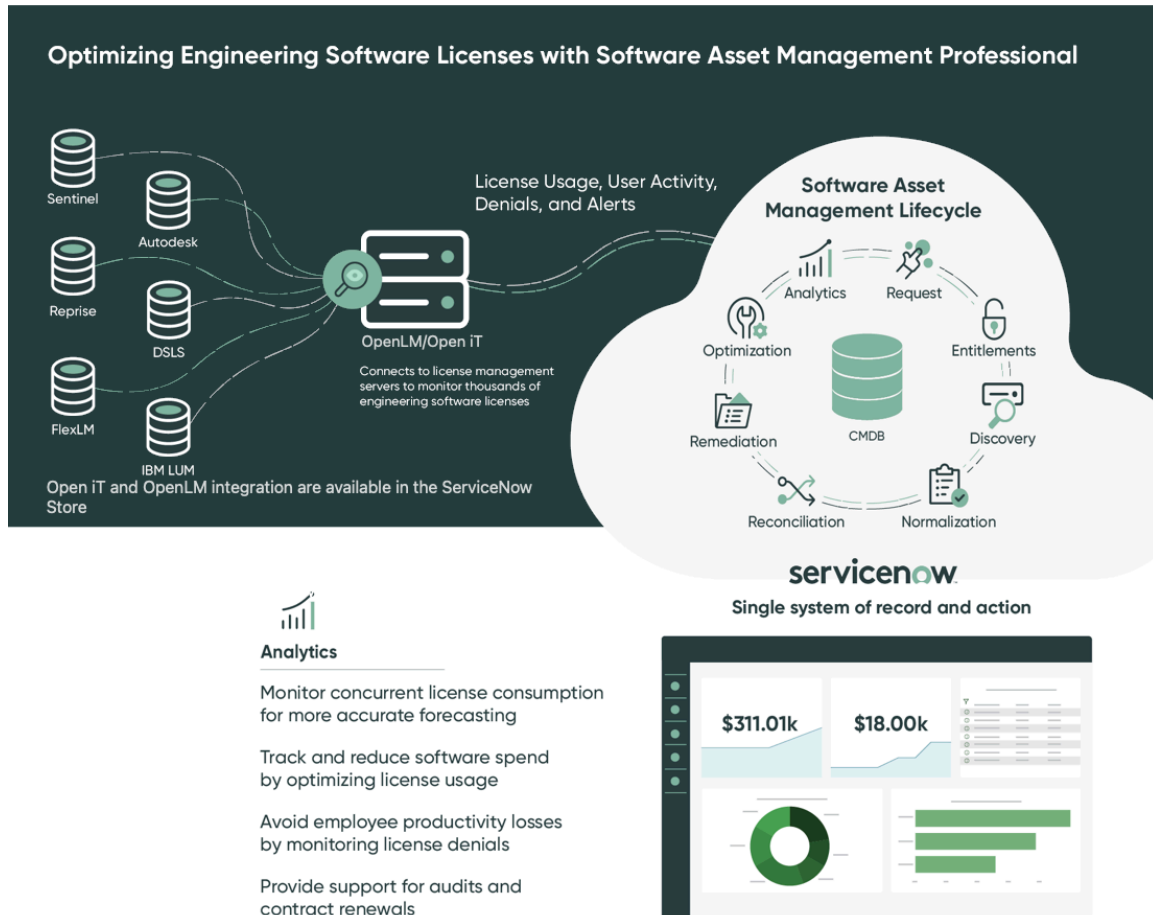 Optimizing Engineering Software Licenses with Software Asset Management Professional
Sentinel
Autodesk
Reprise
DSLS
FlexLM
IBM LUM
OpenLM/Open iT
Connects to license management
servers to monitor thousands of
engineering software licenses
Open iT and OpenLM integration are available in the ServiceNow
Store
License Usage, User Activity,
Denials, and Alerts
Software Asset
Management Lifecycle
Analytics
Request
Optimization
Entitlements
Remediation
CMDB
Discovery
Reconciliation
Normalization
servicenow
Single system of record and action
Analytics
Monitor concurrent license consumption
for more accurate forecasting
Track and reduce software spend
by optimizing license usage
Avoid employee productivity losses
by monitoring license denials
Provide support for audits and
contract renewals
$311.01k
$18.00k